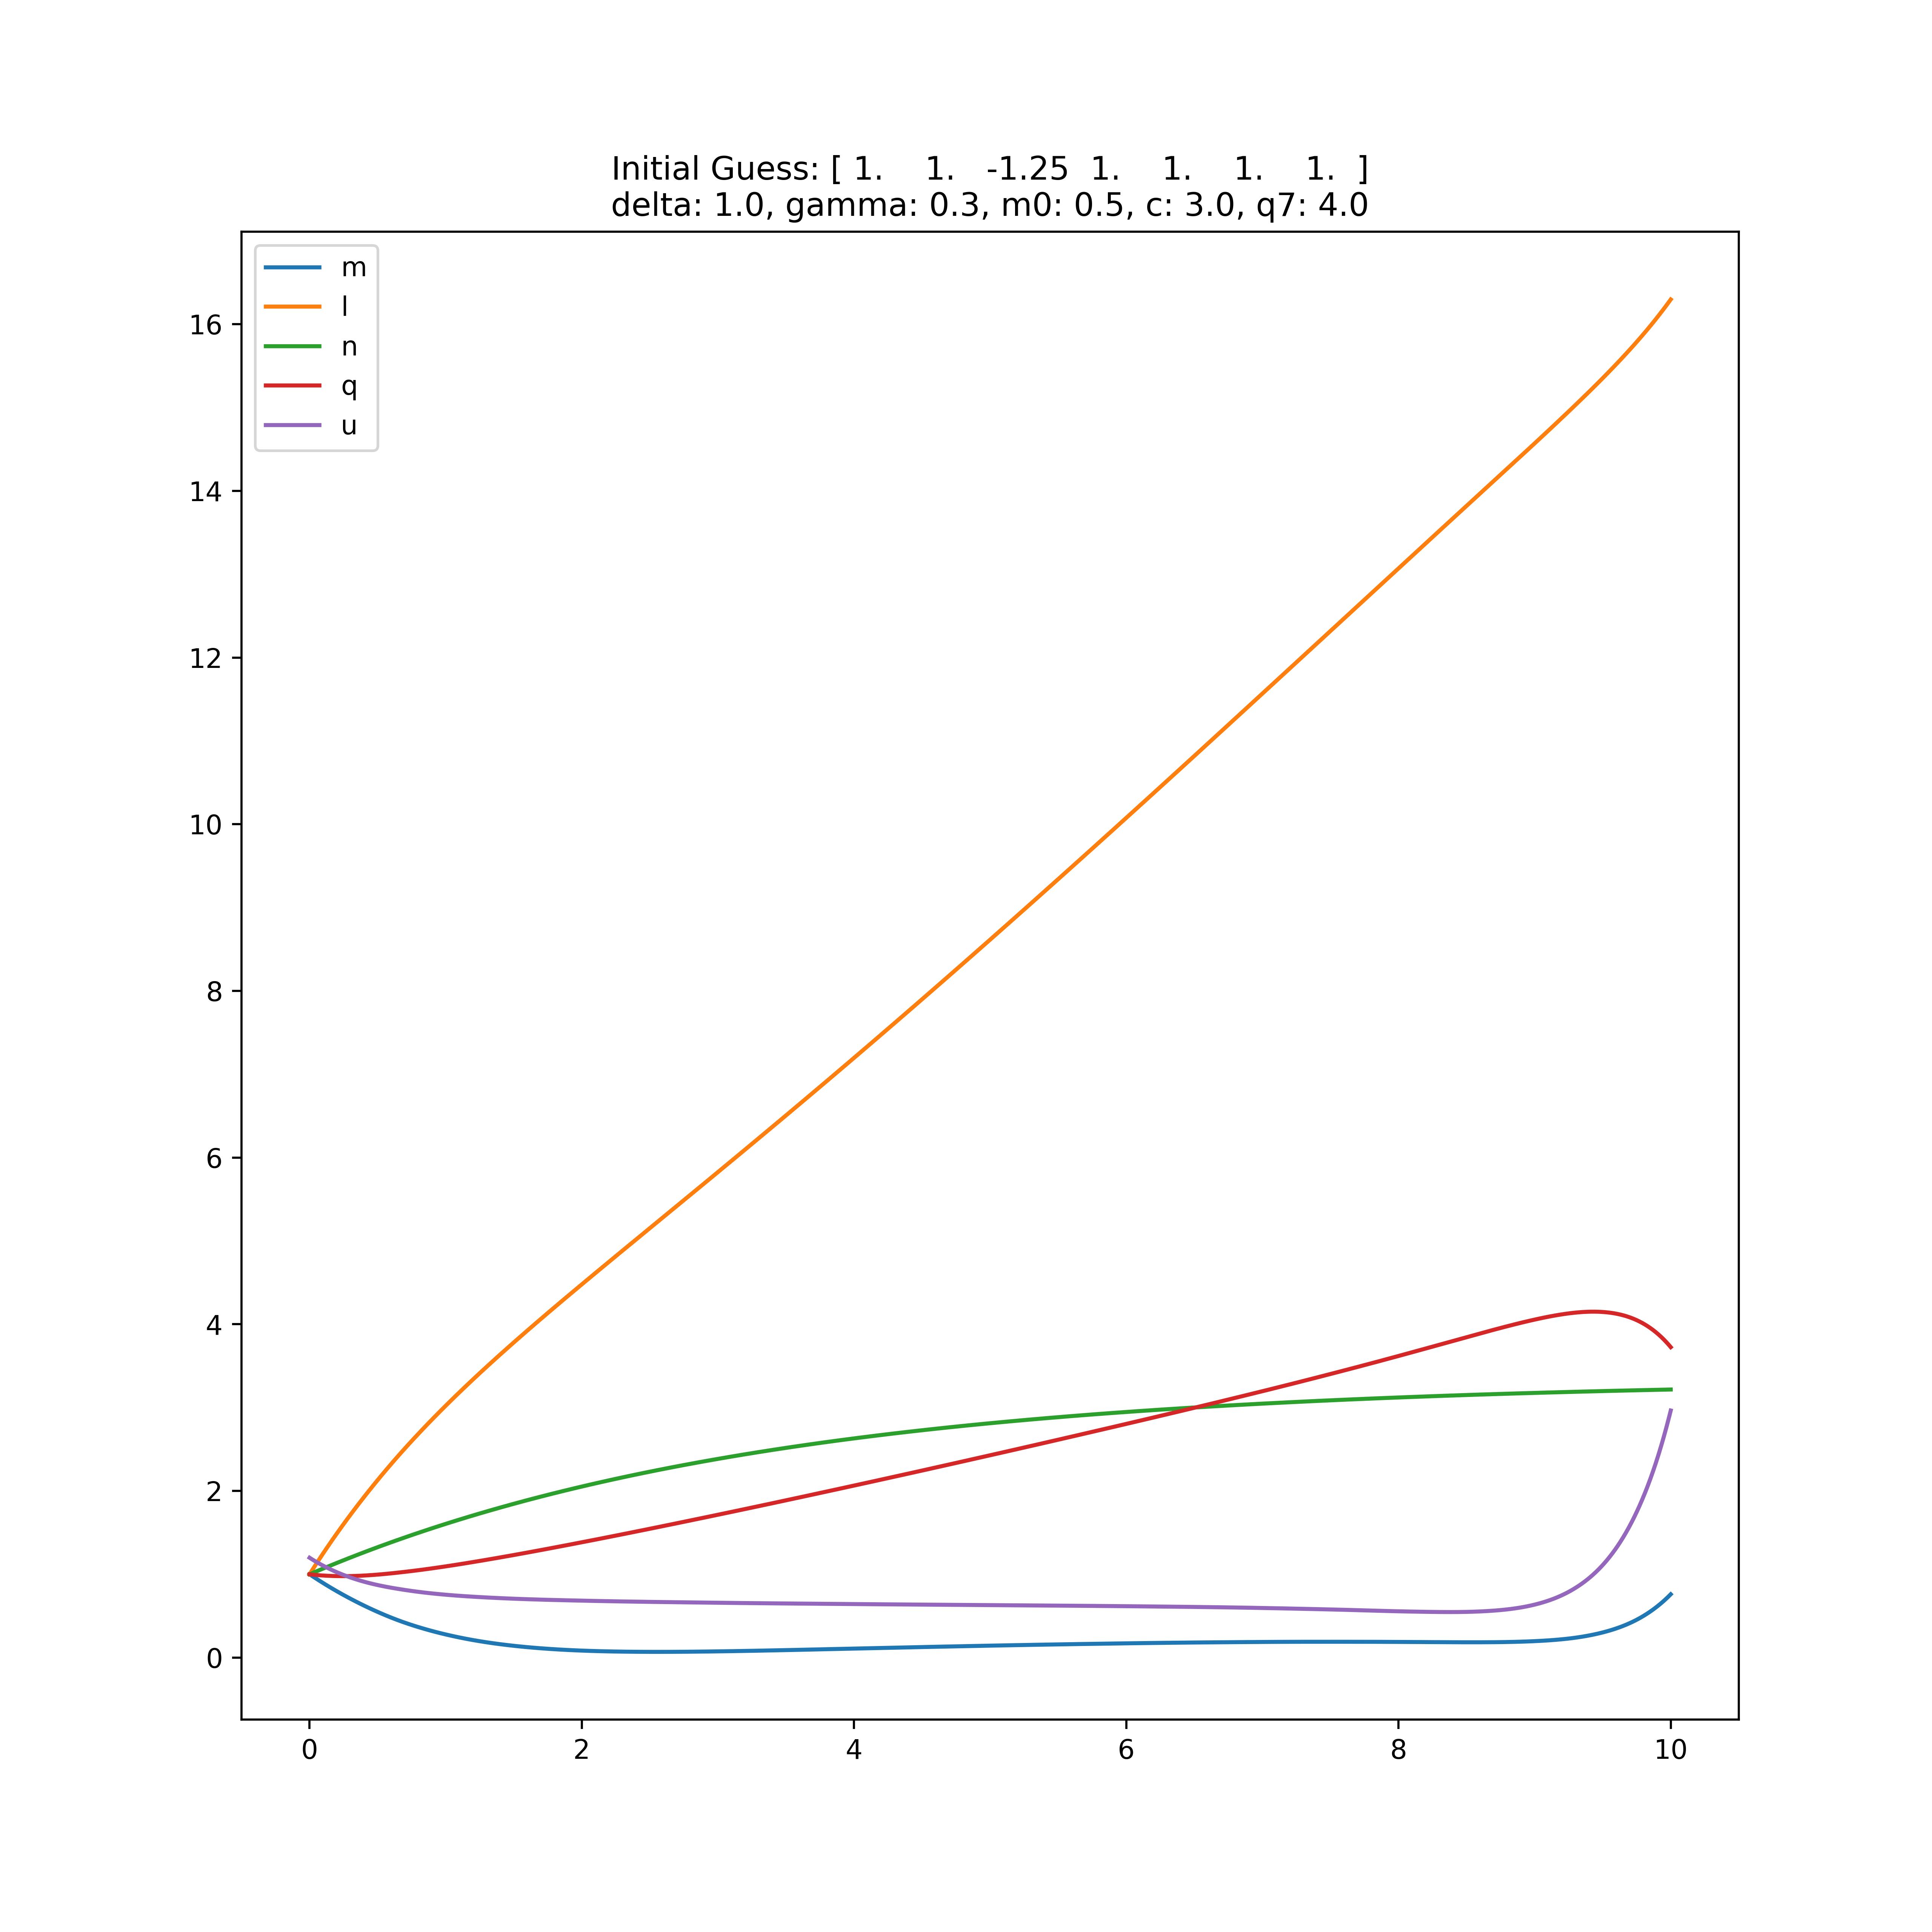 Initial Guess: [ 1. 1. -1.25 1. 1. 1. 1. ]
delta: 1.0, gamma: 0.3, m0: 0.5, c: 3.0, q7: 4.0
m
l
n
q
u
16
14
12
10
8
6
4
2
0
0 2 4 6 8 10